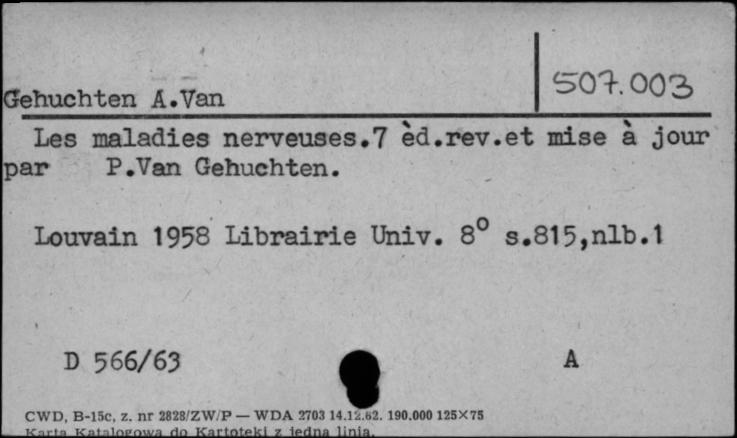 507.003
Gehuchten A.Van
Les maladies nerveuses.7 èd.rev.et mise à jour
par P.Van Gehuchten.
Louvain 1958 Librairie Univ. 8° s.815,nlb.1
D 566/63 A
CWD, B-15c, z. nr 2828/ZW/P — WDA 2703 14.12.62. 190.000 125×75
Karta Katalogowa do Kartoteki z jedną linią.